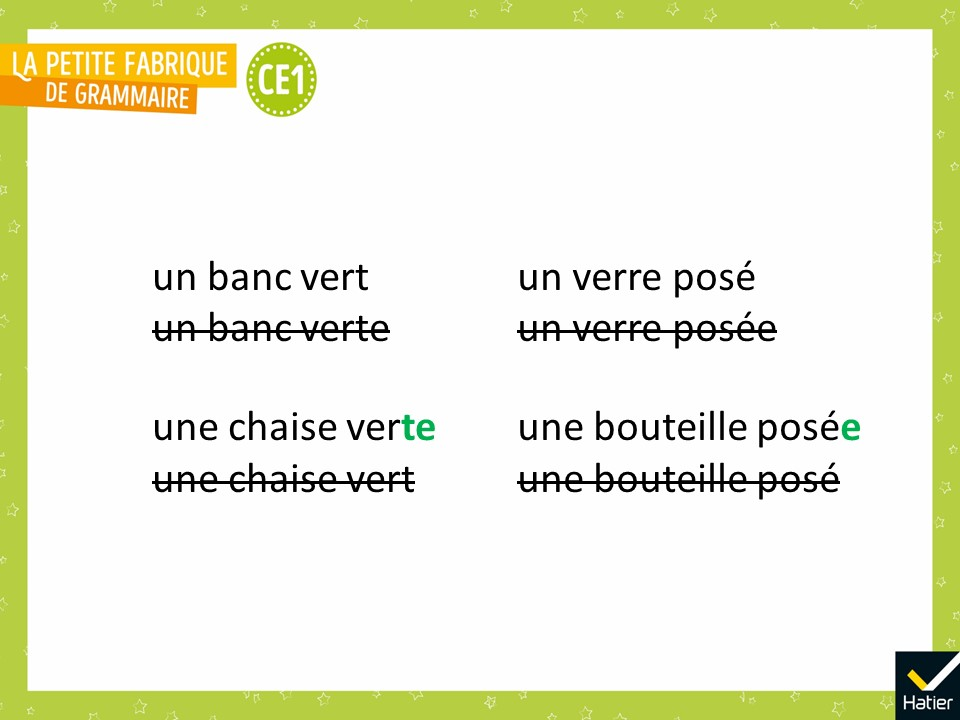 LA PETITE FABRIQUE
DE GRAMMAIRE
CE1
un banc vert
un banc verte
une chaise verte
une chaise vert
un verre posé
un verre posée
une bouteille posée
une bouteille posé
Hatier